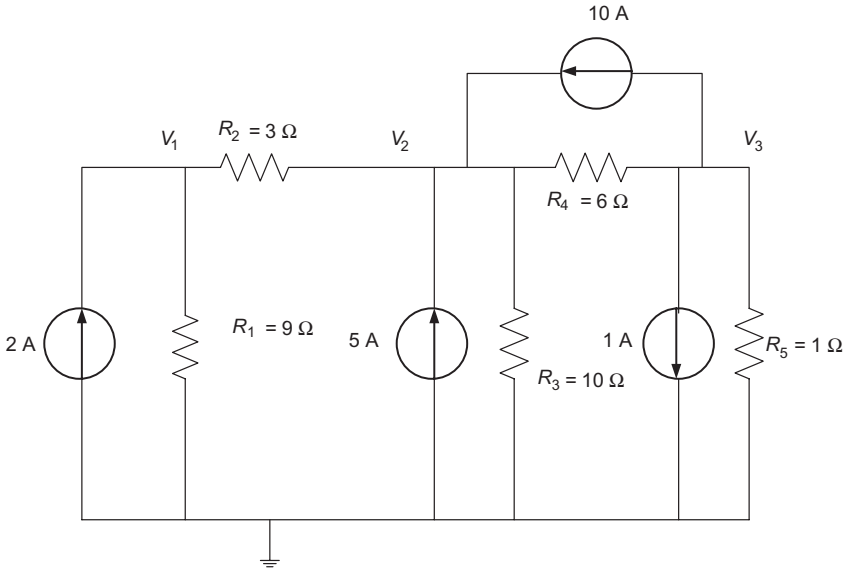 10 A
V1
R2 = 3 Ω
V2
V3
R4 = 6 Ω
2 A
R1 = 9 Ω
5 A
R3 = 10 Ω
1 A
R5 = 1 Ω